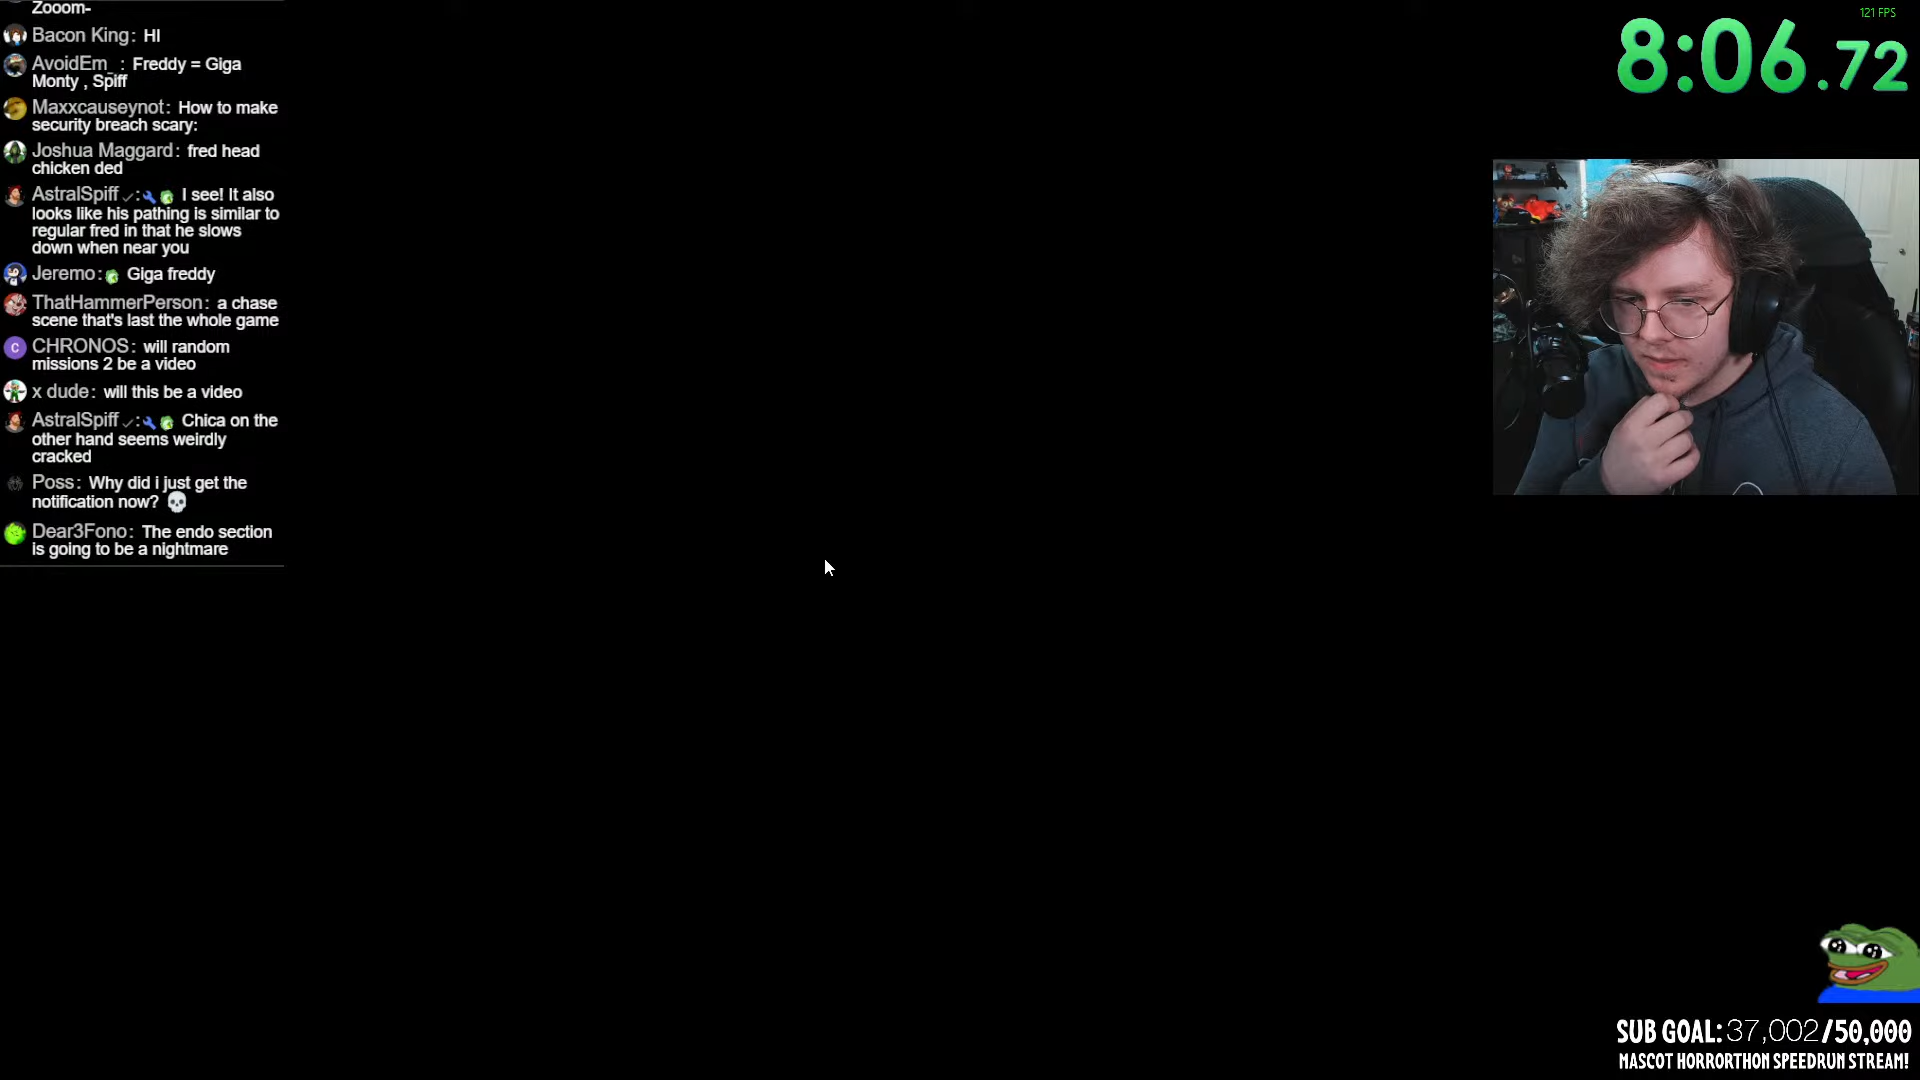 Zooom-
Bacon King: HI
AvoidEm_: Freddy = Giga
Monty , Spiff
Maxxcauseynot: How to make
security breach scary:
Joshua Maggard: fred head
chicken ded
AstralSpiff ✓: I see! It also
looks like his pathing is similar to
regular fred in that he slows
down when near you
Jeremo: Giga freddy
ThatHammerPerson: a chase
scene that's last the whole game
C CHRONOS: will random
missions 2 be a video
x dude: will this be a video
AstralSpiff ✓: Chica on the
other hand seems weirdly
cracked
Poss: Why did i just get the
notification now? 💀
Dear3Fono: The endo section
is going to be a nightmare
121 FPS
8:06.72
SUB GOAL: 37,002/50,000
MASCOT HORRORTHON SPEEDRUN STREAM!